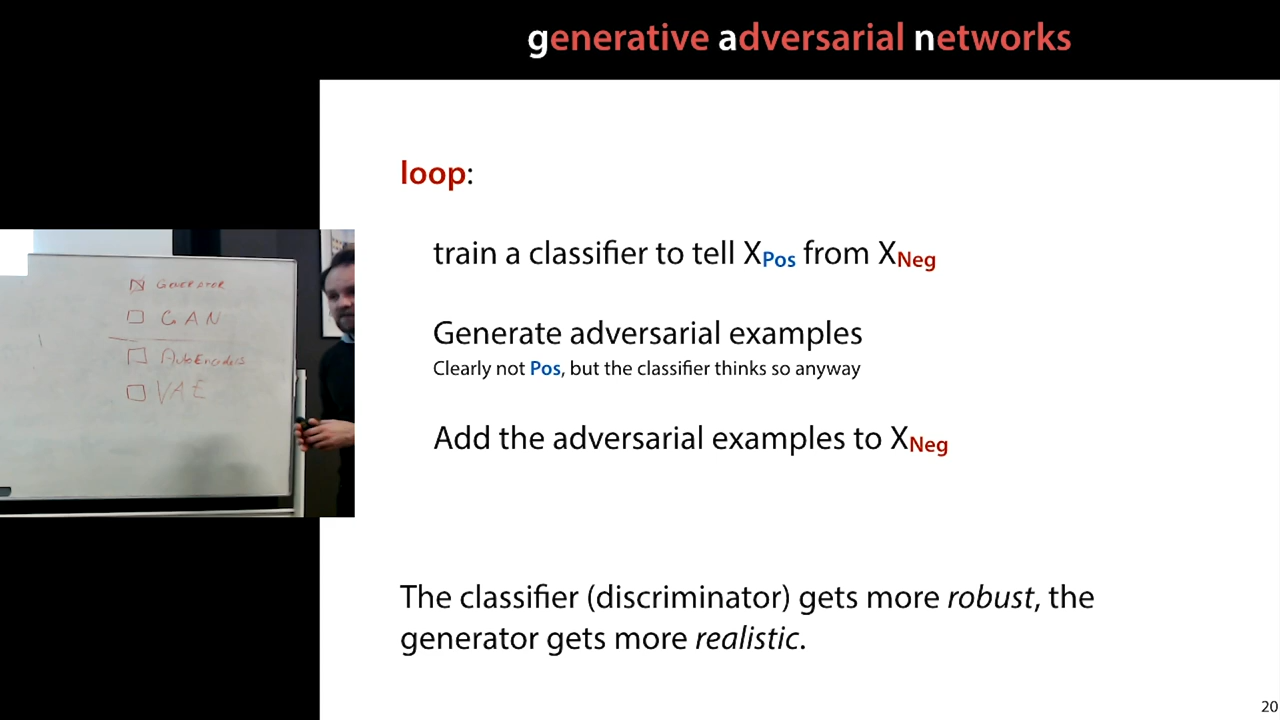 generative adversarial networks
loop:
train a classifier to tell XPos from XNeg
Generate adversarial examples
Clearly not Pos, but the classifier thinks so anyway
Add the adversarial examples to XNeg
The classifier (discriminator) gets more robust, the
generator gets more realistic.
20
GENERATOR
GAN
AutoEncoders
VAE